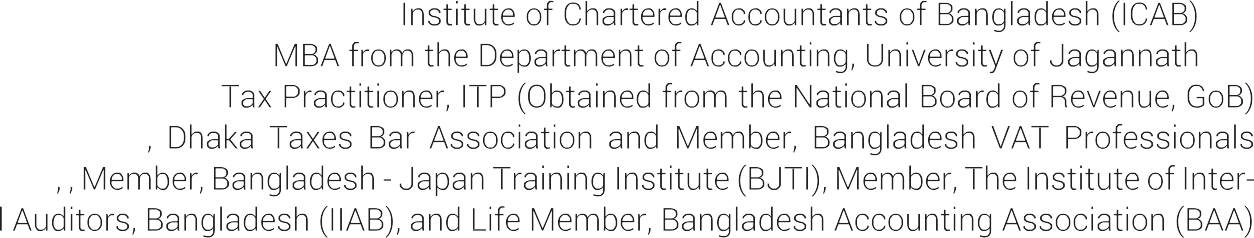 Institute of Chartered Accountants of Bangladesh (ICAB)
MBA from the Department of Accounting, University of Jagannath
Tax Practitioner, ITP (Obtained from the National Board of Revenue, GoB)
, Dhaka Taxes Bar Association and Member, Bangladesh VAT Professionals
, , Member, Bangladesh - Japan Training Institute (BJTI), Member, The Institute of Inter-
l Auditors, Bangladesh (IIAB), and Life Member, Bangladesh Accounting Association (BAA)